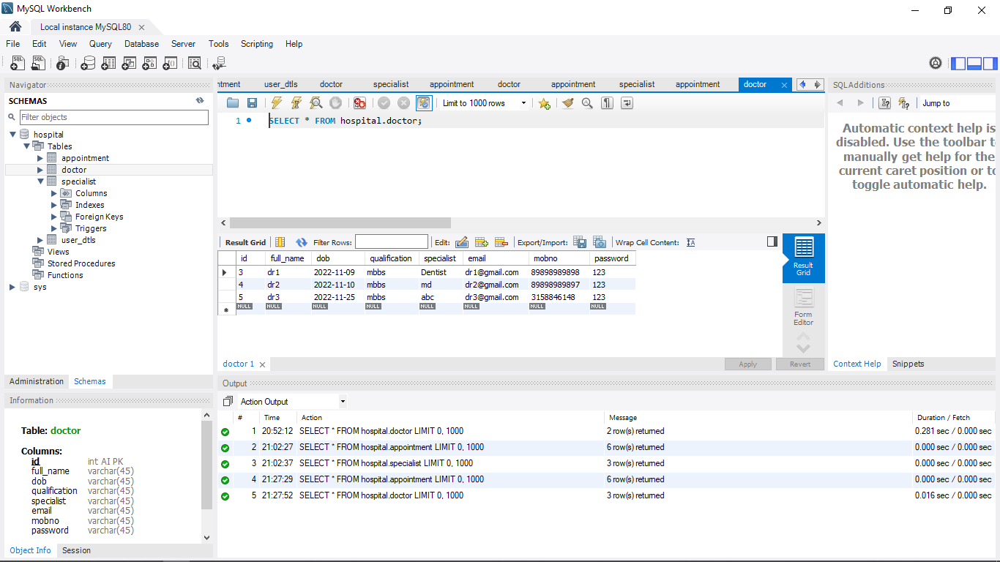 MySQL Workbench
Local instance MySQL80
File Edit View Query Database Server Tools Scripting Help
Navigator
SCHEMAS
Filter objects
hospital
Tables
appointment
doctor
specialist
Columns
Indexes
Foreign Keys
Triggers
user_dtls
Views
Stored Procedures
Functions
sys
Administration Schemas
Information
Table: doctor
Columns:
id int AI PK
full_name varchar(45)
dob varchar(45)
qualification varchar(45)
specialist varchar(45)
email varchar(45)
mobno varchar(45)
password varchar(45)
Object Info Session
ntment user_dtls doctor specialist appointment doctor appointment specialist appointment doctor
Limit to 1000 rows
1 SELECT * FROM hospital.doctor;
Result Grid Filter Rows: Edit: Export/Import: Wrap Cell Content:
id full_name dob qualification specialist email mobno password
3 dr1 2022-11-09 mbbs Dentist dr1@gmail.com 89898989898 123
4 dr2 2022-11-10 mbbs md dr2@gmail.com 89898989897 123
5 dr3 2022-11-25 mbbs abc dr3@gmail.com 3158846148 123
NULL NULL NULL NULL NULL NULL NULL NULL
Result
Grid
Form
Editor
doctor 1 Apply Revert
SQLAdditions
Jump to
Automatic context help is
disabled. Use the toolbar t
manually get help for the
current caret position or to
toggle automatic help.
Context Help Snippets
Output
Action Output
# Time Action Message Duration / Fetch
1 20:52:12 SELECT * FROM hospital.doctor LIMIT 0, 1000 2 row(s) returned 0.281 sec / 0.000 sec
2 21:02:27 SELECT * FROM hospital.appointment LIMIT 0, 1000 6 row(s) returned 0.000 sec / 0.000 sec
3 21:02:37 SELECT * FROM hospital.specialist LIMIT 0, 1000 3 row(s) returned 0.000 sec / 0.000 sec
4 21:27:29 SELECT * FROM hospital.appointment LIMIT 0, 1000 6 row(s) returned 0.000 sec / 0.000 sec
5 21:27:52 SELECT * FROM hospital.doctor LIMIT 0, 1000 3 row(s) returned 0.016 sec / 0.000 sec